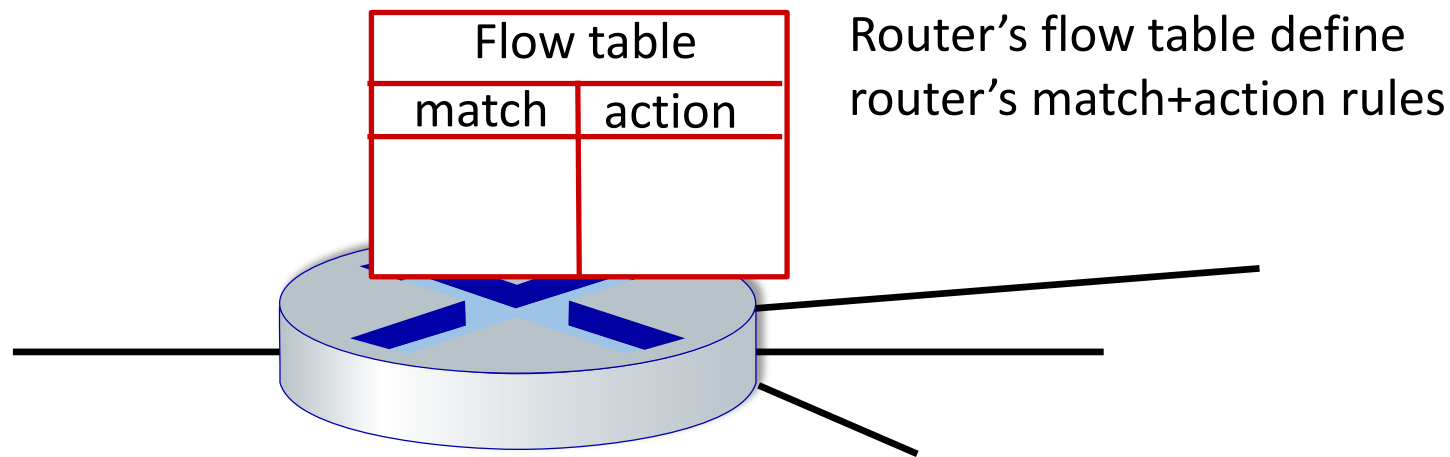 Flow table
match action
Router’s flow table define
router’s match+action rules